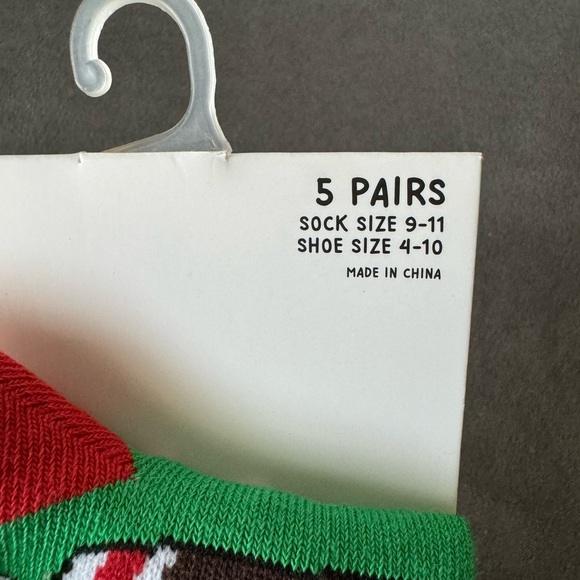 5 PAIRS
SOCK SIZE 9-11
SHOE SIZE 4-10
MADE IN CHINA